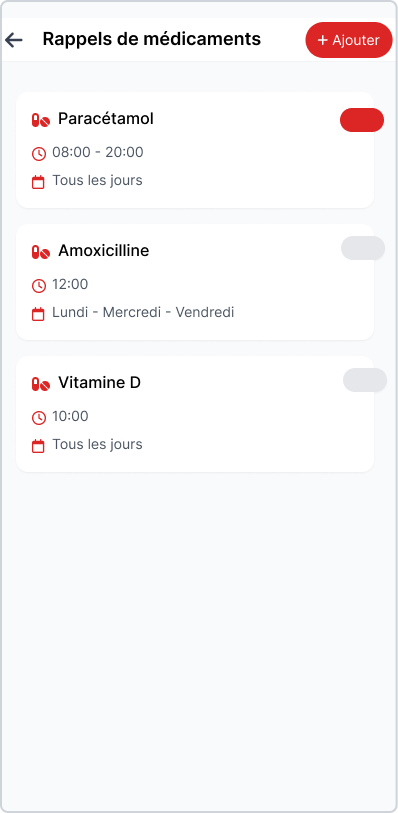 Rappels de médicaments
+ Ajouter
Paracétamol
08:00 - 20:00
Tous les jours
Amoxicilline
12:00
Lundi - Mercredi - Vendredi
Vitamine D
10:00
Tous les jours